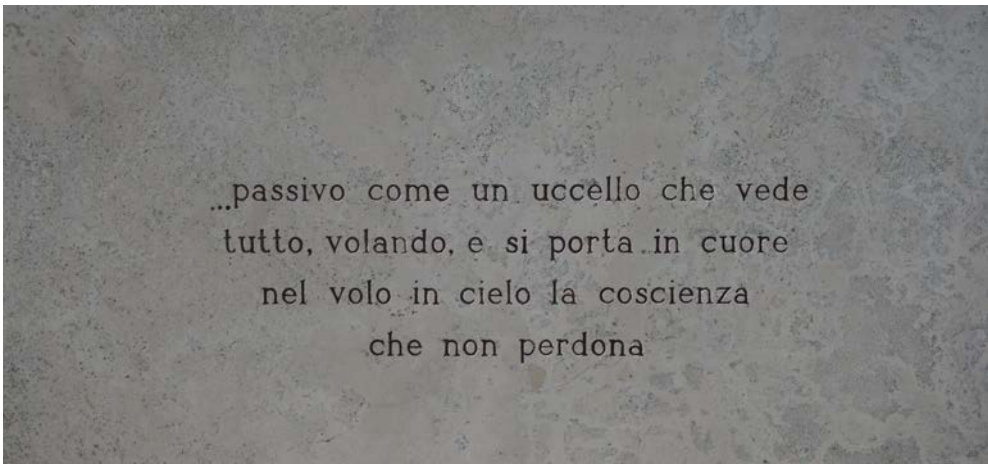 ...passivo come un uccello che vede
tutto, volando, e si porta in cuore
nel volo in cielo la coscienza
che non perdona